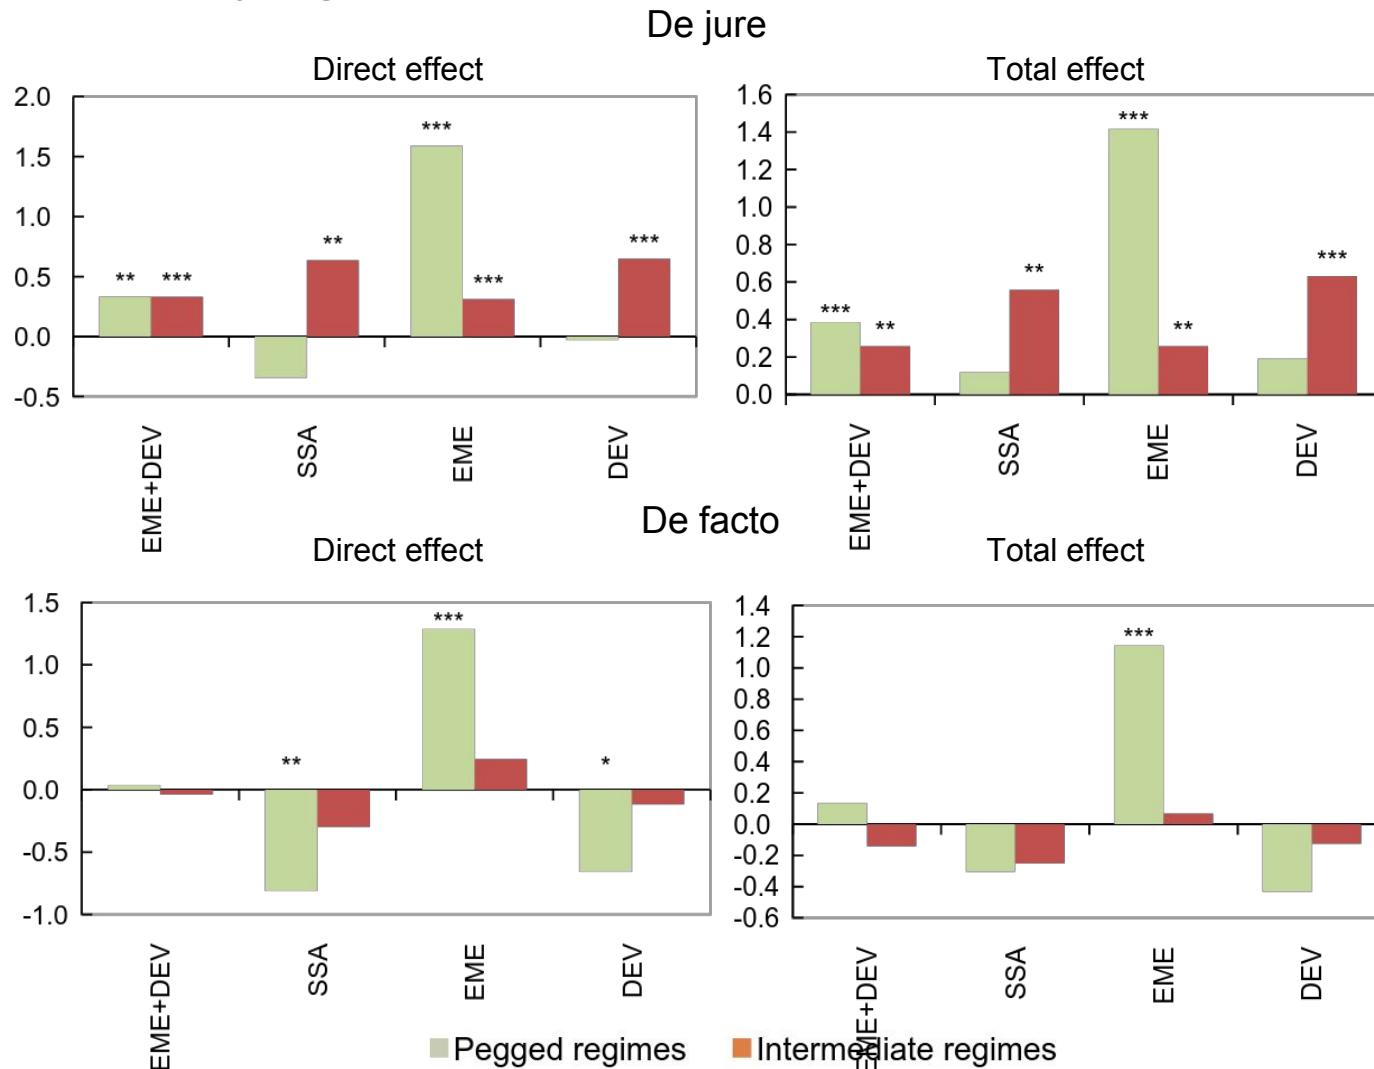 De jure
Direct effect
2.0
1.5
1.0
0.5
0.0
-0.5
***
**
***
**
***
***
EME+DEV
SSA
EME
DEV
Total effect
1.6
1.4
1.2
1.0
0.8
0.6
0.4
0.2
0.0
***
***
**
***
**
**
EME+DEV
SSA
EME
DEV
De facto
Direct effect
1.5
1.0
0.5
0.0
-0.5
-1.0
***
**
*
EME+DEV
SSA
EME
DEV
Total effect
1.4
1.2
1.0
0.8
0.6
0.4
0.2
0.0
-0.2
-0.4
-0.6
***
EME+DEV
SSA
EME
DEV
Pegged regimes
Intermediate regimes